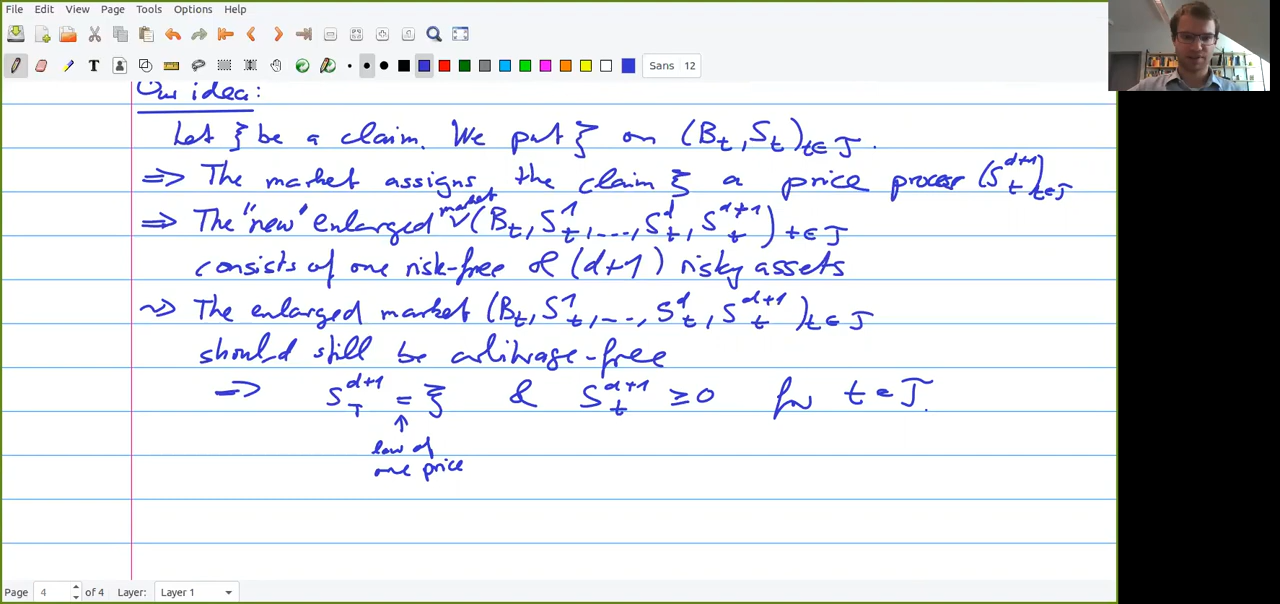 File Edit View Page Tools Options Help
Sans 12
Our idea:
Let ξ be a claim. We put ξ on (B_t, S_t)_{t∈J}.
⇒ The market assigns the claim ξ a price process (S_t^{d+1})_{t∈J}
⇒ The "new" enlarged market (B_t, S_t^1, ..., S_t^d, S_t^{d+1})_{t∈J}
consists of one risk-free & (d+1) risky assets
⇝ The enlarged market (B_t, S_t^1, ..., S_t^d, S_t^{d+1})_{t∈J}
should still be arbitrage-free
⇒ S_T^{d+1} = ξ & S_t^{d+1} ≥ 0 for t∈J.
↑
law of
one price
Page 4 of 4 Layer: Layer 1